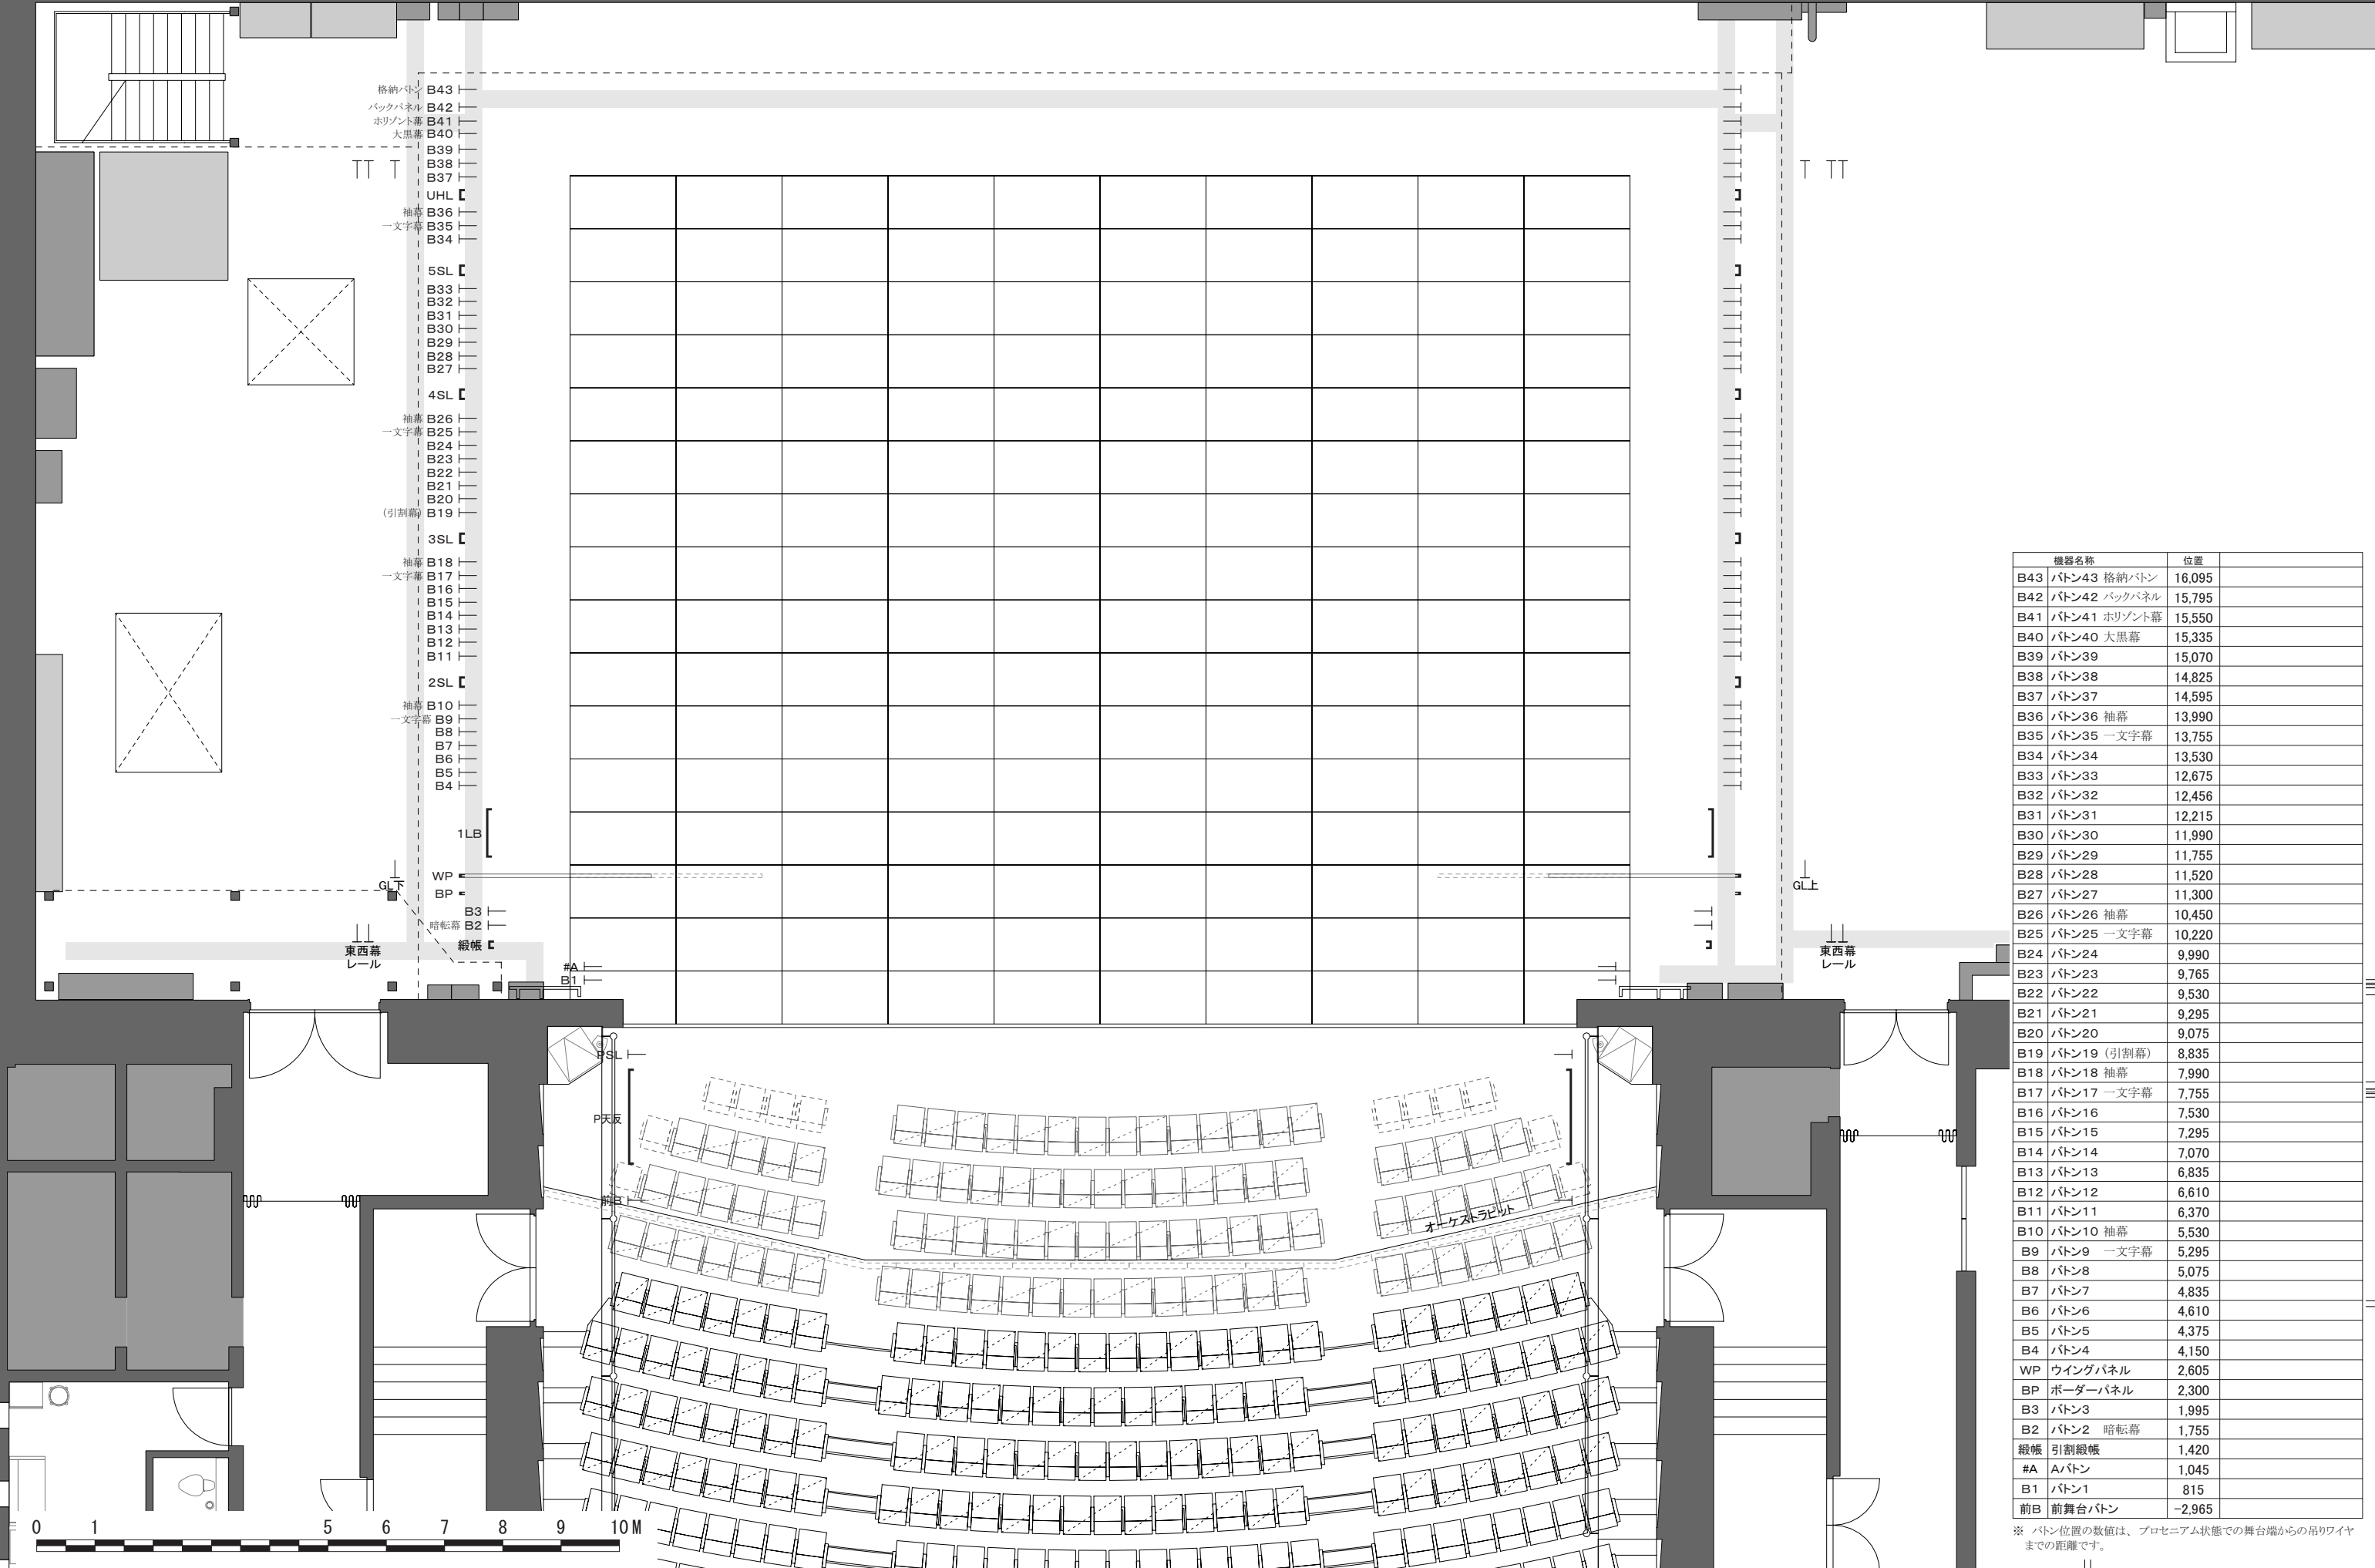 格納バトン B43
バックパネル B42
ホリゾント幕 B41
大黒幕 B40
B39
B38
B37
UHL
袖幕 B36
一文字幕 B35
B34
5SL
B33
B32
B31
B30
B29
B28
B27
4SL
袖幕 B26
一文字幕 B25
B24
B23
B22
B21
B20
(引割幕) B19
3SL
袖幕 B18
一文字幕 B17
B16
B15
B14
B13
B12
B11
2SL
袖幕 B10
一文字幕 B9
B8
B7
B6
B5
B4
1LB
WP
GL下
BP
B3
暗転幕 B2
緞帳
東西幕
レール
#A
B1
GL上
東西幕
レール
PSL
P天反
前B
オーケストラピット
0 1 5 6 7 8 9 10M
機器名称 位置
B43 バトン43 格納バトン 16,095
B42 バトン42 バックパネル 15,795
B41 バトン41 ホリゾント幕 15,550
B40 バトン40 大黒幕 15,335
B39 バトン39 15,070
B38 バトン38 14,825
B37 バトン37 14,595
B36 バトン36 袖幕 13,990
B35 バトン35 一文字幕 13,755
B34 バトン34 13,530
B33 バトン33 12,675
B32 バトン32 12,456
B31 バトン31 12,215
B30 バトン30 11,990
B29 バトン29 11,755
B28 バトン28 11,520
B27 バトン27 11,300
B26 バトン26 袖幕 10,450
B25 バトン25 一文字幕 10,220
B24 バトン24 9,990
B23 バトン23 9,765
B22 バトン22 9,530
B21 バトン21 9,295
B20 バトン20 9,075
B19 バトン19 (引割幕) 8,835
B18 バトン18 袖幕 7,990
B17 バトン17 一文字幕 7,755
B16 バトン16 7,530
B15 バトン15 7,295
B14 バトン14 7,070
B13 バトン13 6,835
B12 バトン12 6,610
B11 バトン11 6,370
B10 バトン10 袖幕 5,530
B9 バトン9 一文字幕 5,295
B8 バトン8 5,075
B7 バトン7 4,835
B6 バトン6 4,610
B5 バトン5 4,375
B4 バトン4 4,150
WP ウイングパネル 2,605
BP ボーダーパネル 2,300
B3 バトン3 1,995
B2 バトン2 暗転幕 1,755
緞帳 引割緞帳 1,420
#A Aバトン 1,045
B1 バトン1 815
前B 前舞台バトン -2,965
※ バトン位置の数値は、プロセニアム状態での舞台端からの吊りワイヤ
までの距離です。